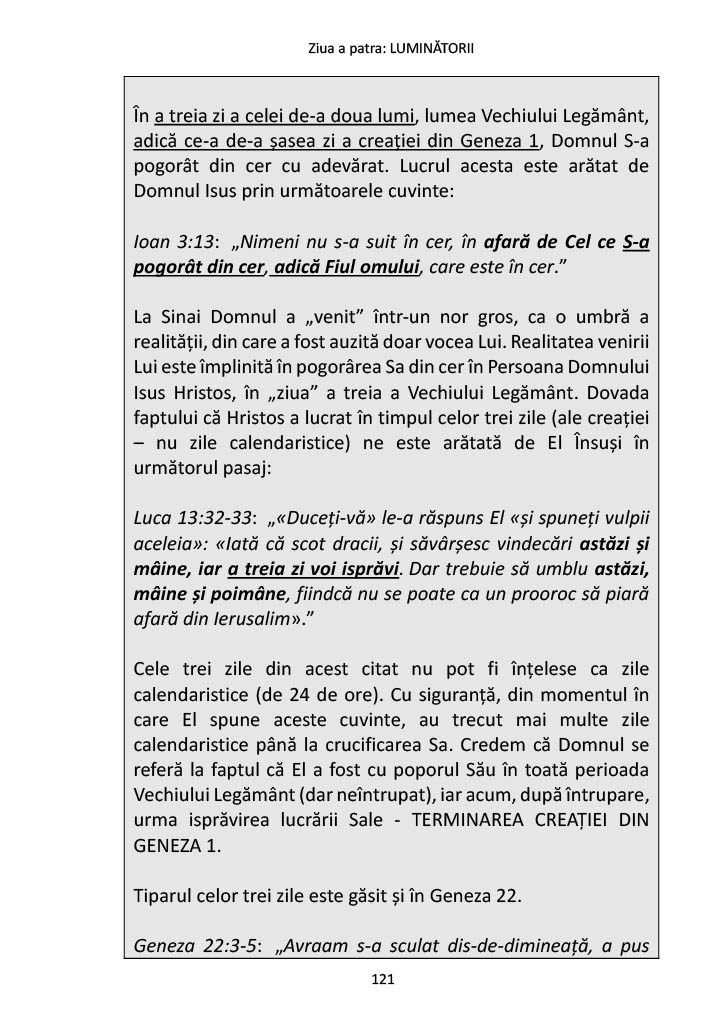 Ziua a patra: LUMINĂTORII
În a treia zi a celei de-a doua lumi, lumea Vechiului Legământ,
adică ce-a de-a șasea zi a creației din Geneza 1, Domnul S-a
pogorât din cer cu adevărat. Lucrul acesta este arătat de
Domnul Isus prin următoarele cuvinte:
Ioan 3:13: „Nimeni nu s-a suit în cer, în afară de Cel ce S-a
pogorât din cer, adică Fiul omului, care este în cer.”
La Sinai Domnul a „venit” într-un nor gros, ca o umbră a
realității, din care a fost auzită doar vocea Lui. Realitatea venirii
Lui este împlinită în pogorârea Sa din cer în Persoana Domnului
Isus Hristos, în „ziua” a treia a Vechiului Legământ. Dovada
faptului că Hristos a lucrat în timpul celor trei zile (ale creației
– nu zile calendaristice) ne este arătată de El Însuși în
următorul pasaj:
Luca 13:32-33: „«Duceți-vă» le-a răspuns El «și spuneți vulpii
aceleia»: «Iată că scot dracii, și săvârșesc vindecări astăzi și
mâine, iar a treia zi voi isprăvi. Dar trebuie să umblu astăzi,
mâine și poimâne, fiindcă nu se poate ca un prooroc să piară
afară din Ierusalim».”
Cele trei zile din acest citat nu pot fi înțelese ca zile
calendaristice (de 24 de ore). Cu siguranță, din momentul în
care El spune aceste cuvinte, au trecut mai multe zile
calendaristice până la crucificarea Sa. Credem că Domnul se
referă la faptul că El a fost cu poporul Său în toată perioada
Vechiului Legământ (dar neîntrupat), iar acum, după întrupare,
urma isprăvirea lucrării Sale - TERMINAREA CREAȚIEI DIN
GENEZA 1.
Tiparul celor trei zile este găsit și în Geneza 22.
Geneza 22:3-5: „Avraam s-a sculat dis-de-dimineață, a pus
121